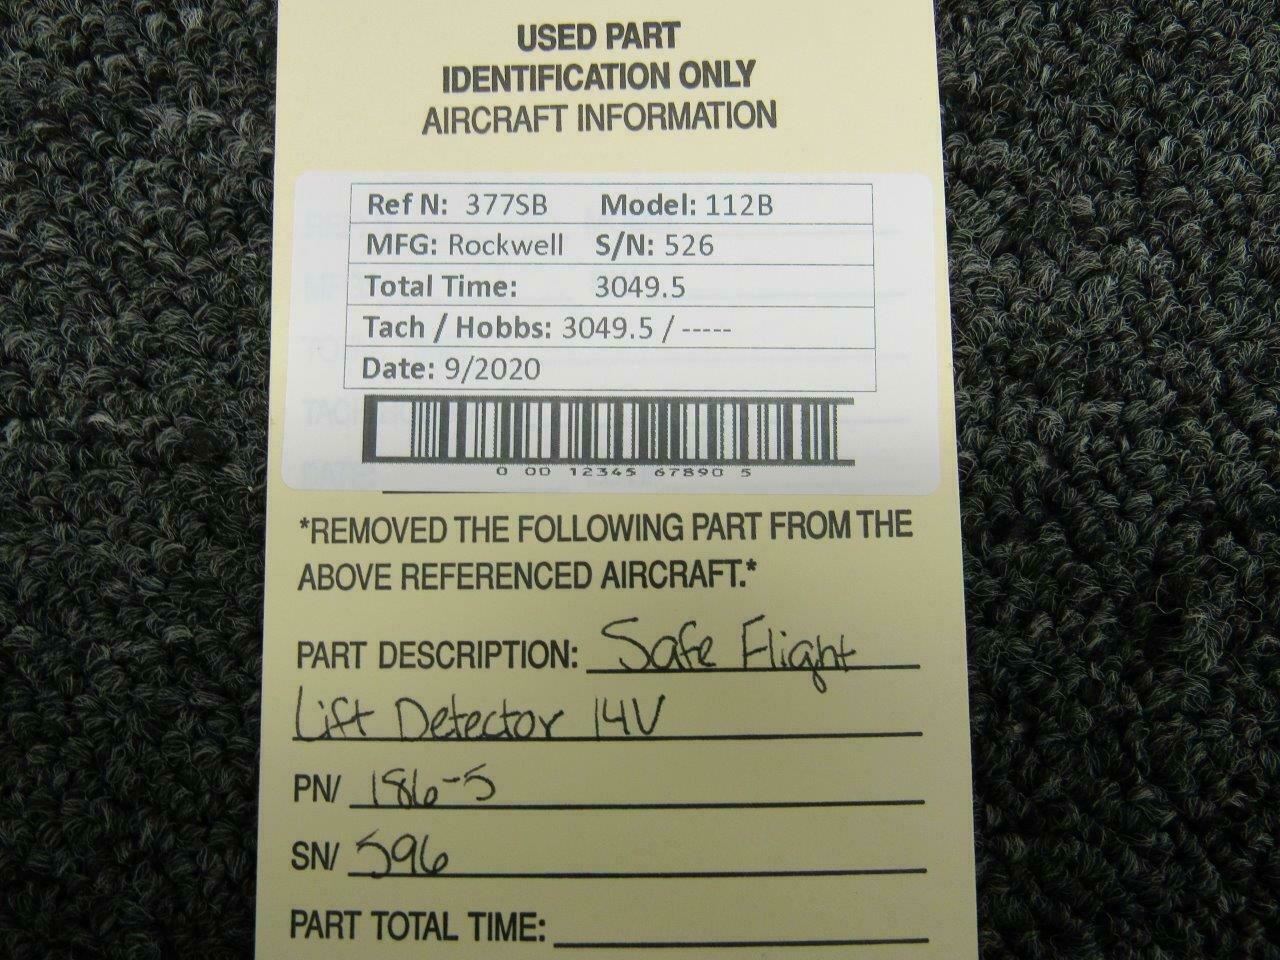 USED PART
IDENTIFICATION ONLY
AIRCRAFT INFORMATION
Ref N: 377SB Model: 112B
MFG: Rockwell S/N: 526
Total Time: 3049.5
Tach / Hobbs: 3049.5 / -----
Date: 9/2020
0 00 12345 67890 5
*REMOVED THE FOLLOWING PART FROM THE
ABOVE REFERENCED AIRCRAFT.*
PART DESCRIPTION: Safe Flight
Lift Detector 14V
PN/ 186-5
SN/ 596
PART TOTAL TIME: